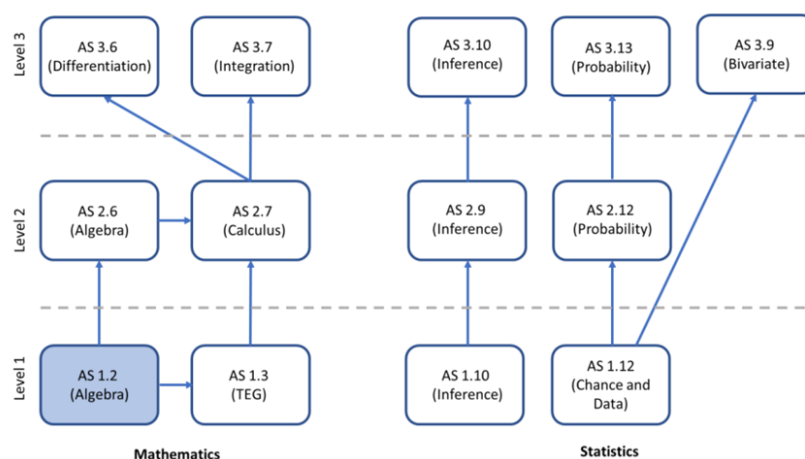 Level 3
AS 3.6
(Differentiation)
AS 3.7
(Integration)
AS 3.10
(Inference)
AS 3.13
(Probability)
AS 3.9
(Bivariate)
Level 2
AS 2.6
(Algebra)
AS 2.7
(Calculus)
AS 2.9
(Inference)
AS 2.12
(Probability)
Level 1
AS 1.2
(Algebra)
AS 1.3
(TEG)
AS 1.10
(Inference)
AS 1.12
(Chance and
Data)
Mathematics
Statistics